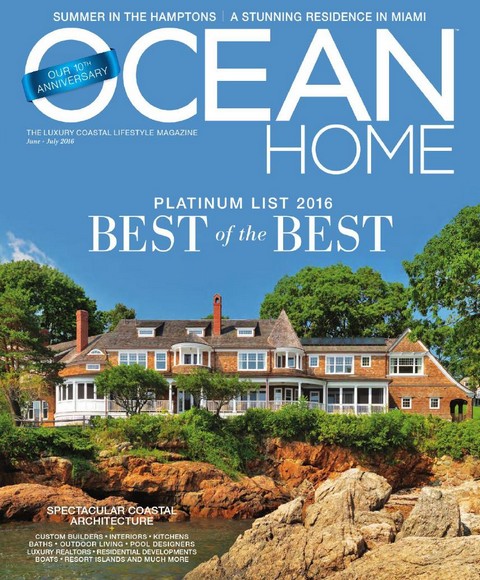 SUMMER IN THE HAMPTONS | A STUNNING RESIDENCE IN MIAMI
OCEAN
OUR 10TH
ANNIVERSARY
THE LUXURY COASTAL LIFESTYLE MAGAZINE
June - July 2016
HOME
PLATINUM LIST 2016
BEST of the BEST
SPECTACULAR COASTAL
ARCHITECTURE
CUSTOM BUILDERS • INTERIORS • KITCHENS
BATHS • OUTDOOR LIVING • POOL DESIGNERS
LUXURY REALTORS • RESIDENTIAL DEVELOPMENTS
BOATS • RESORT ISLANDS AND MUCH MORE